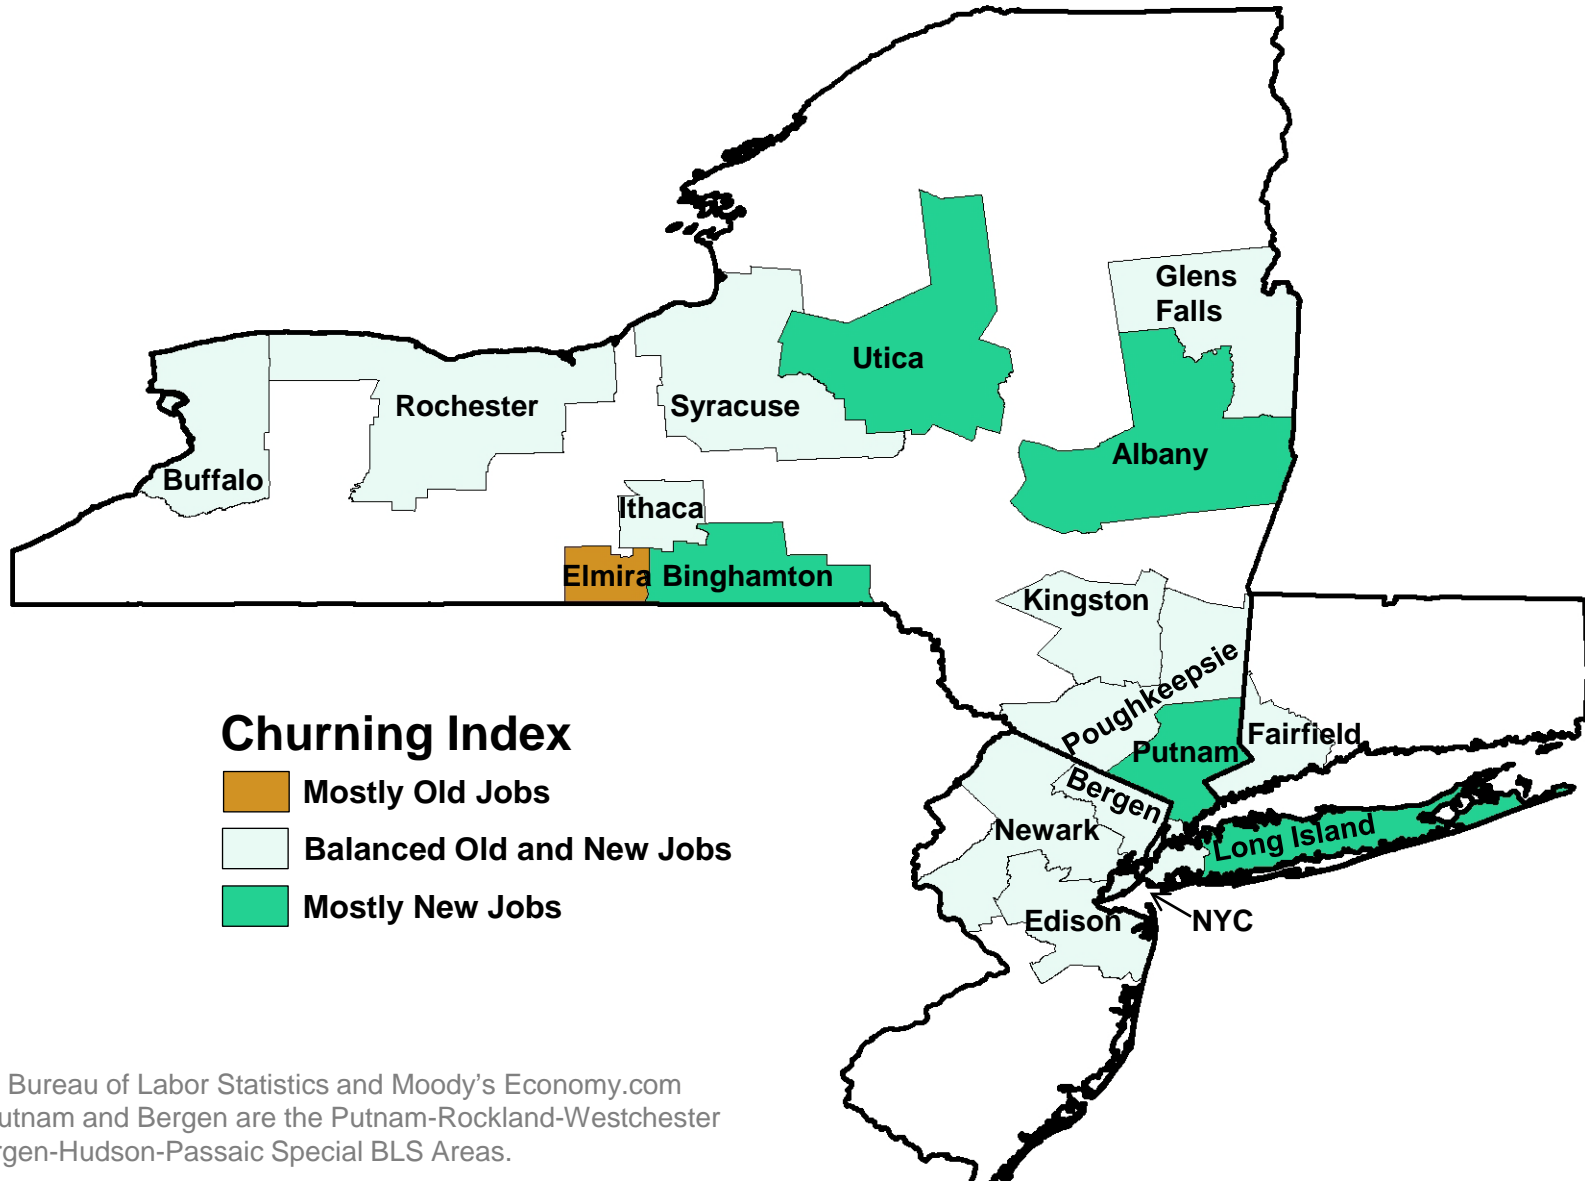 Glens
Falls
Utica
Rochester
Syracuse
Albany
Buffalo
Ithaca
Elmira
Binghamton
Kingston
Poughkeepsie
Putnam
Fairfield
Bergen
Newark
Long Island
Edison
NYC
Churning Index
Mostly Old Jobs
Balanced Old and New Jobs
Mostly New Jobs
Bureau of Labor Statistics and Moody's Economy.com
utnam and Bergen are the Putnam-Rockland-Westchester
rgen-Hudson-Passaic Special BLS Areas.